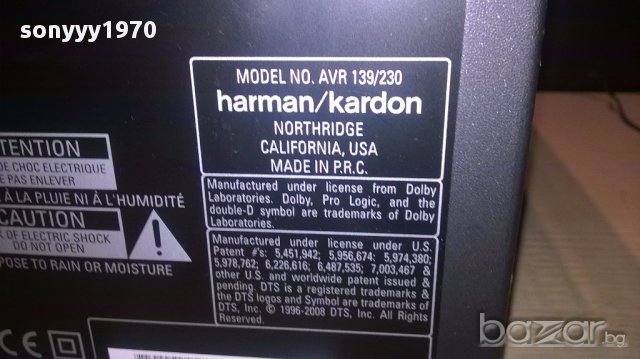 sonyyy1970
MODEL NO. AVR 139/230
harman/kardon
NORTHRIDGE
CALIFORNIA, USA
MADE IN P.R.C.
Manufactured under license from Dolby
Laboratories. Dolby, Pro Logic, and the
double-D symbol are trademarks of Dolby
Laboratories.
Manufactured under license under U.S.
Patent #'s: 5,451,942; 5,956,674; 5,974,380;
5,978,762; 6,226,616; 6,487,535; 7,003,467 &
other U.S. and worldwide patents issued &
pending. DTS is a registered trademark &
the DTS logos and Symbol are trademarks of
DTS, Inc. © 1996-2008 DTS, Inc. All Rights
Reserved.
TENTION
DE CHOC ELECTRIQUE
PAS ENLEVER
À LA PLUIE NI À L'HUMIDITÉ
CAUTION
OF ELECTRIC SHOCK
DO NOT OPEN
POSE TO RAIN OR MOISTURE
CE
bazar.bg